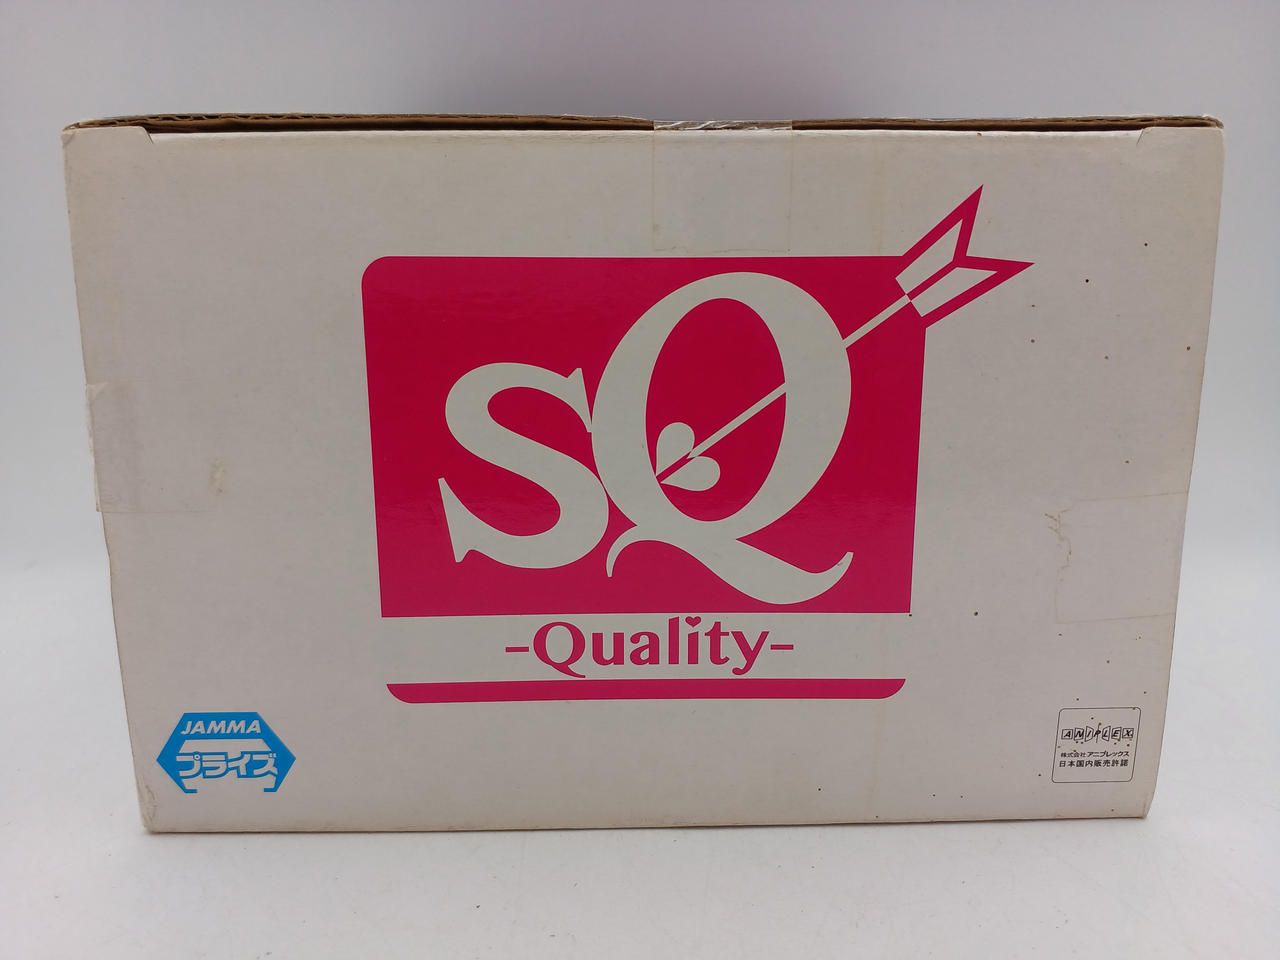 SQ
-Quality-
JAMMA
プライズ
ANIPLEX
株式会社 アニプレックス
日本国内販売許諾